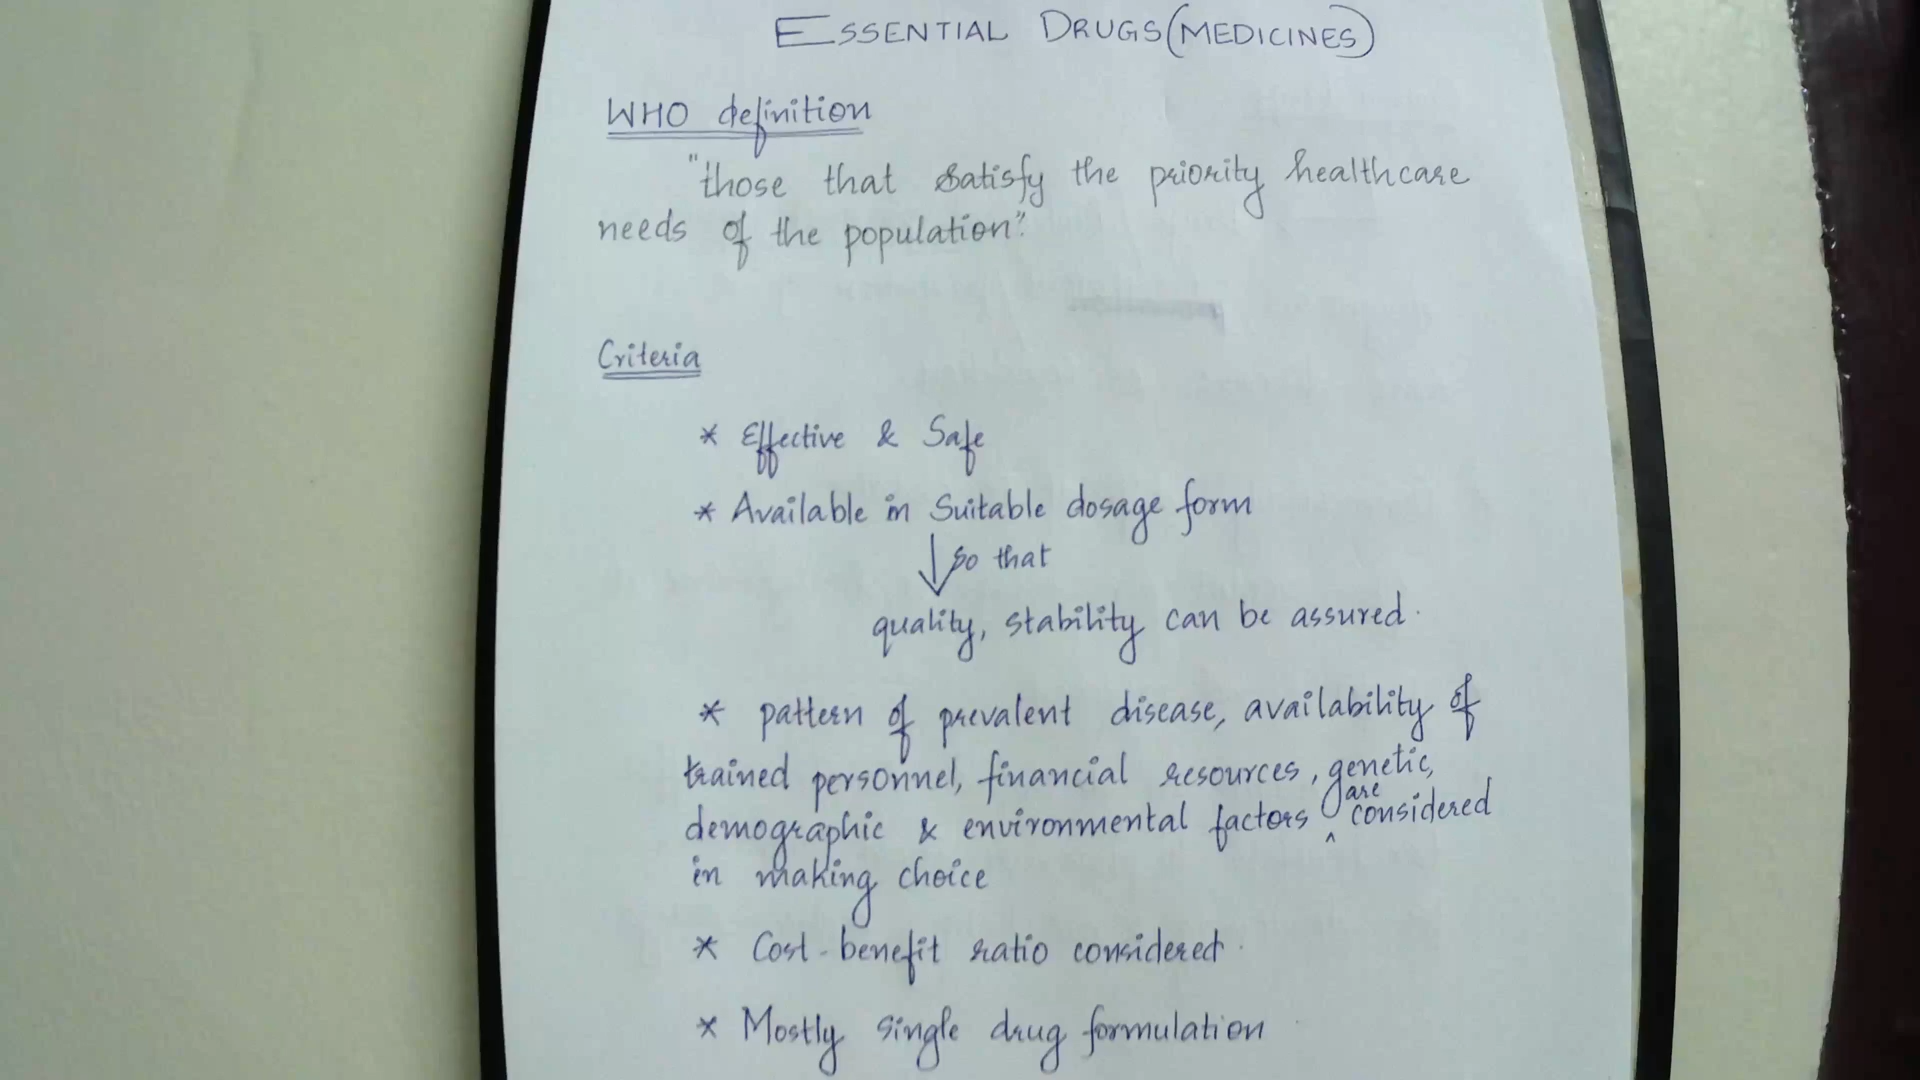 ESSENTIAL DRUGS (MEDICINES)
WHO definition
"those that satisfy the priority healthcare
needs of the population".
Criteria
* Effective & Safe
* Available in Suitable dosage form
↓ so that
quality, stability can be assured.
* pattern of prevalent disease, availability of
trained personnel, financial resources, genetic,
demographic & environmental factors ^ are considered
in making choice
* Cost-benefit ratio considered.
* Mostly single drug formulation